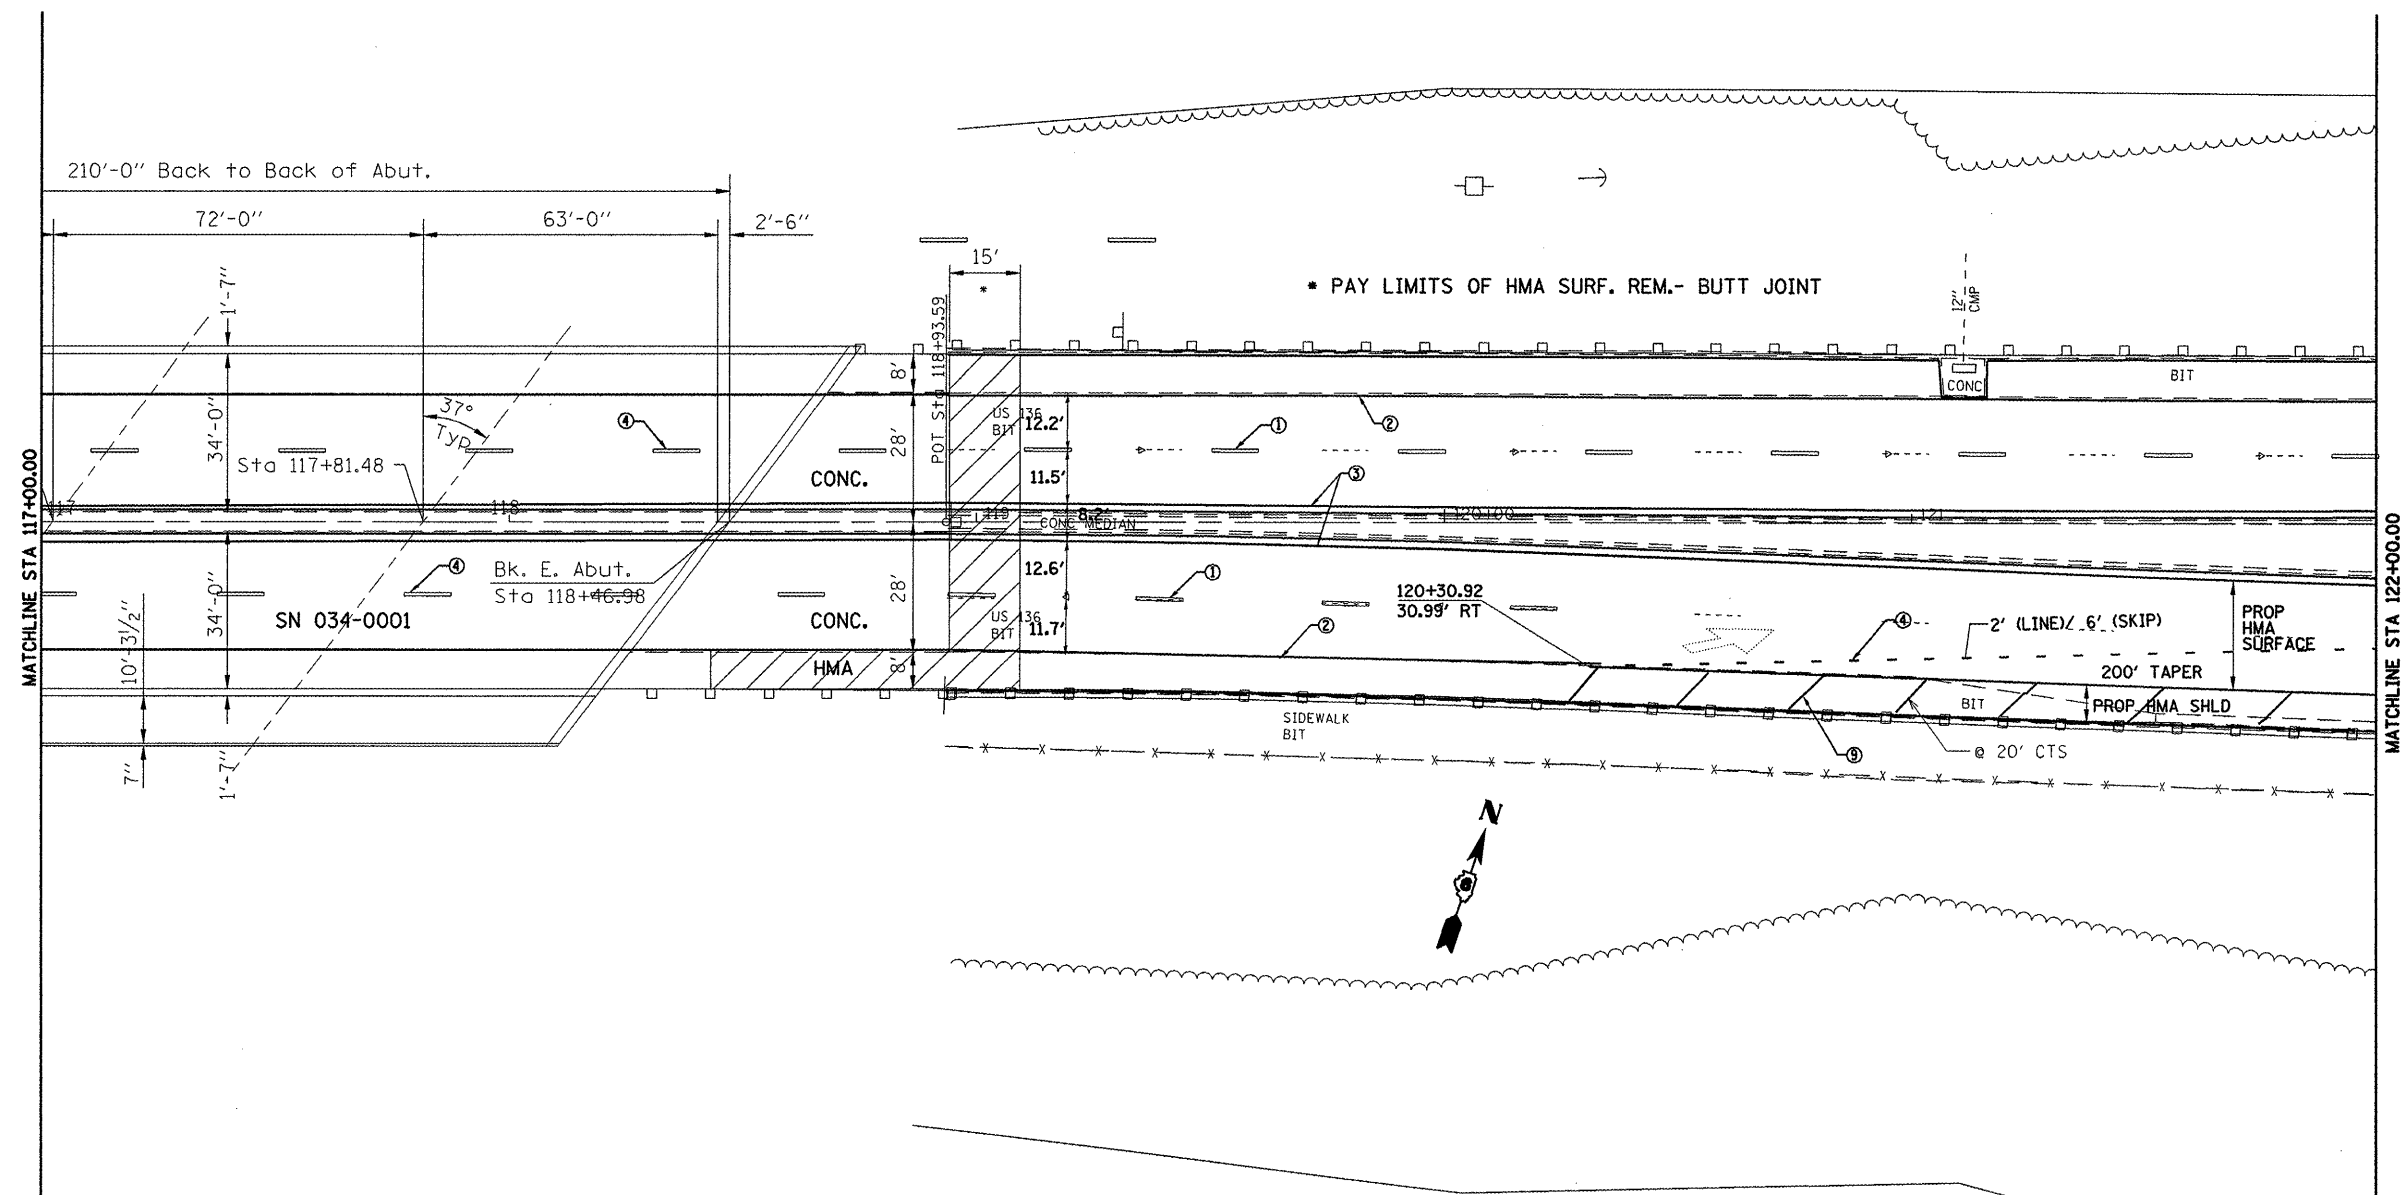 210'-0" Back to Back of Abut.
72'-0"
63'-0"
2'-6"
15'
*
* PAY LIMITS OF HMA SURF. REM.- BUTT JOINT
12"
CMP
1'-7"
POT Sta 118+93.59
8'
BIT
CONC
37°
Typ.
④
US 136
BIT
12.2'
①
②
34'-0"
28'
Sta 117+81.48
CONC.
11.5'
③
MATCHLINE STA 117+00.00
117
118
119
8.2'
CONC MEDIAN
120+00
121
MATCHLINE STA 122+00.00
④
Bk. E. Abut.
Sta 118+46.98
12.6'
①
34'-0"
28'
120+30.92
30.99' RT
SN 034-0001
CONC.
US 136
BIT
11.7'
②
④
2' (LINE)/ 6' (SKIP)
PROP
HMA
SURFACE
10'-3½"
HMA
8'
200' TAPER
SIDEWALK
BIT
BIT
PROP HMA SHLD
7"
1'-7"
⑨
@ 20' CTS
N